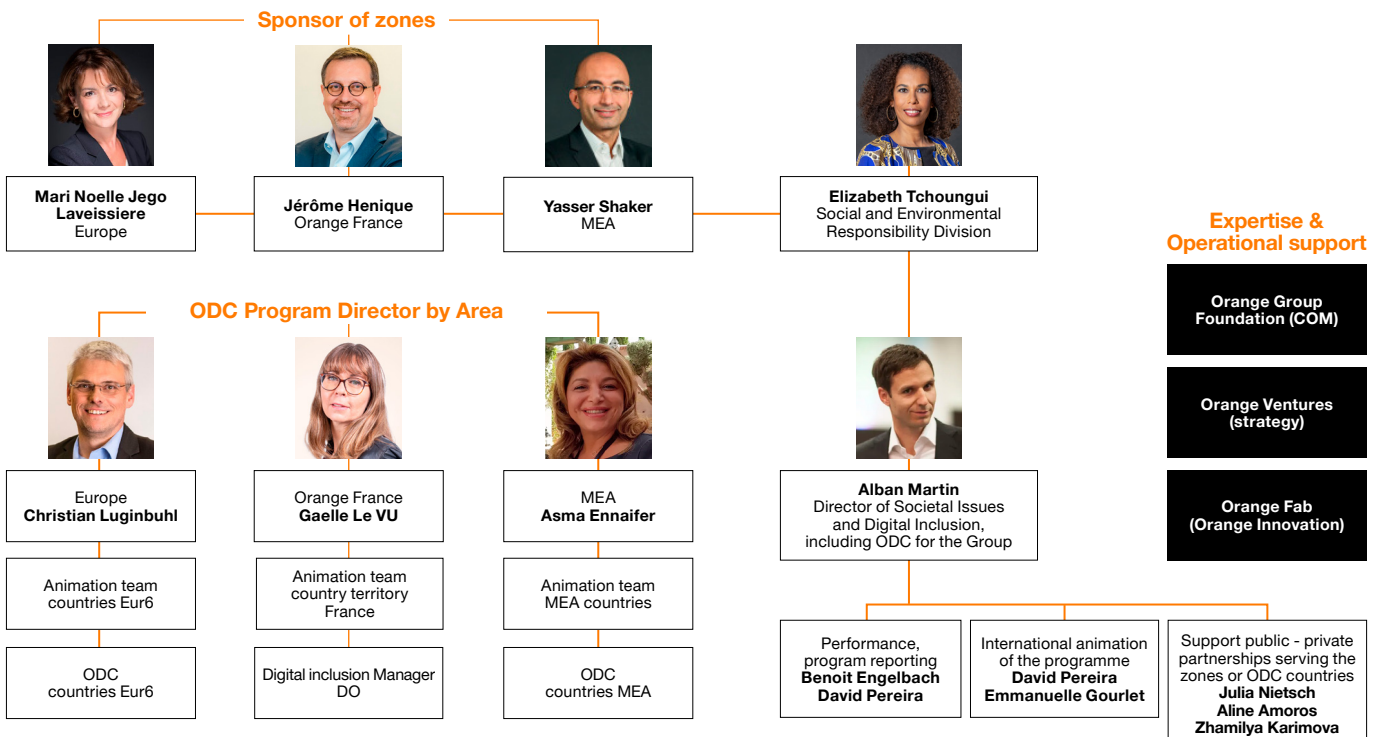 Sponsor of zones
Mari Noelle Jego
Laveissiere
Europe
Jérôme Henique
Orange France
Yasser Shaker
MEA
Elizabeth Tchoungui
Social and Environmental
Responsibility Division
Expertise &
Operational support
Orange Group
Foundation (COM)
Orange Ventures
(strategy)
Orange Fab
(Orange Innovation)
ODC Program Director by Area
Europe
Christian Luginbuhl
Orange France
Gaelle Le VU
MEA
Asma Ennaifer
Alban Martin
Director of Societal Issues
and Digital Inclusion,
including ODC for the Group
Animation team
countries Eur6
Animation team
country territory
France
Animation team
MEA countries
ODC
countries Eur6
Digital inclusion Manager
DO
ODC
countries MEA
Performance,
program reporting
Benoit Engelbach
David Pereira
International animation
of the programme
David Pereira
Emmanuelle Gourlet
Support public - private
partnerships serving the
zones or ODC countries
Julia Nietsch
Aline Amoros
Zhamilya Karimova